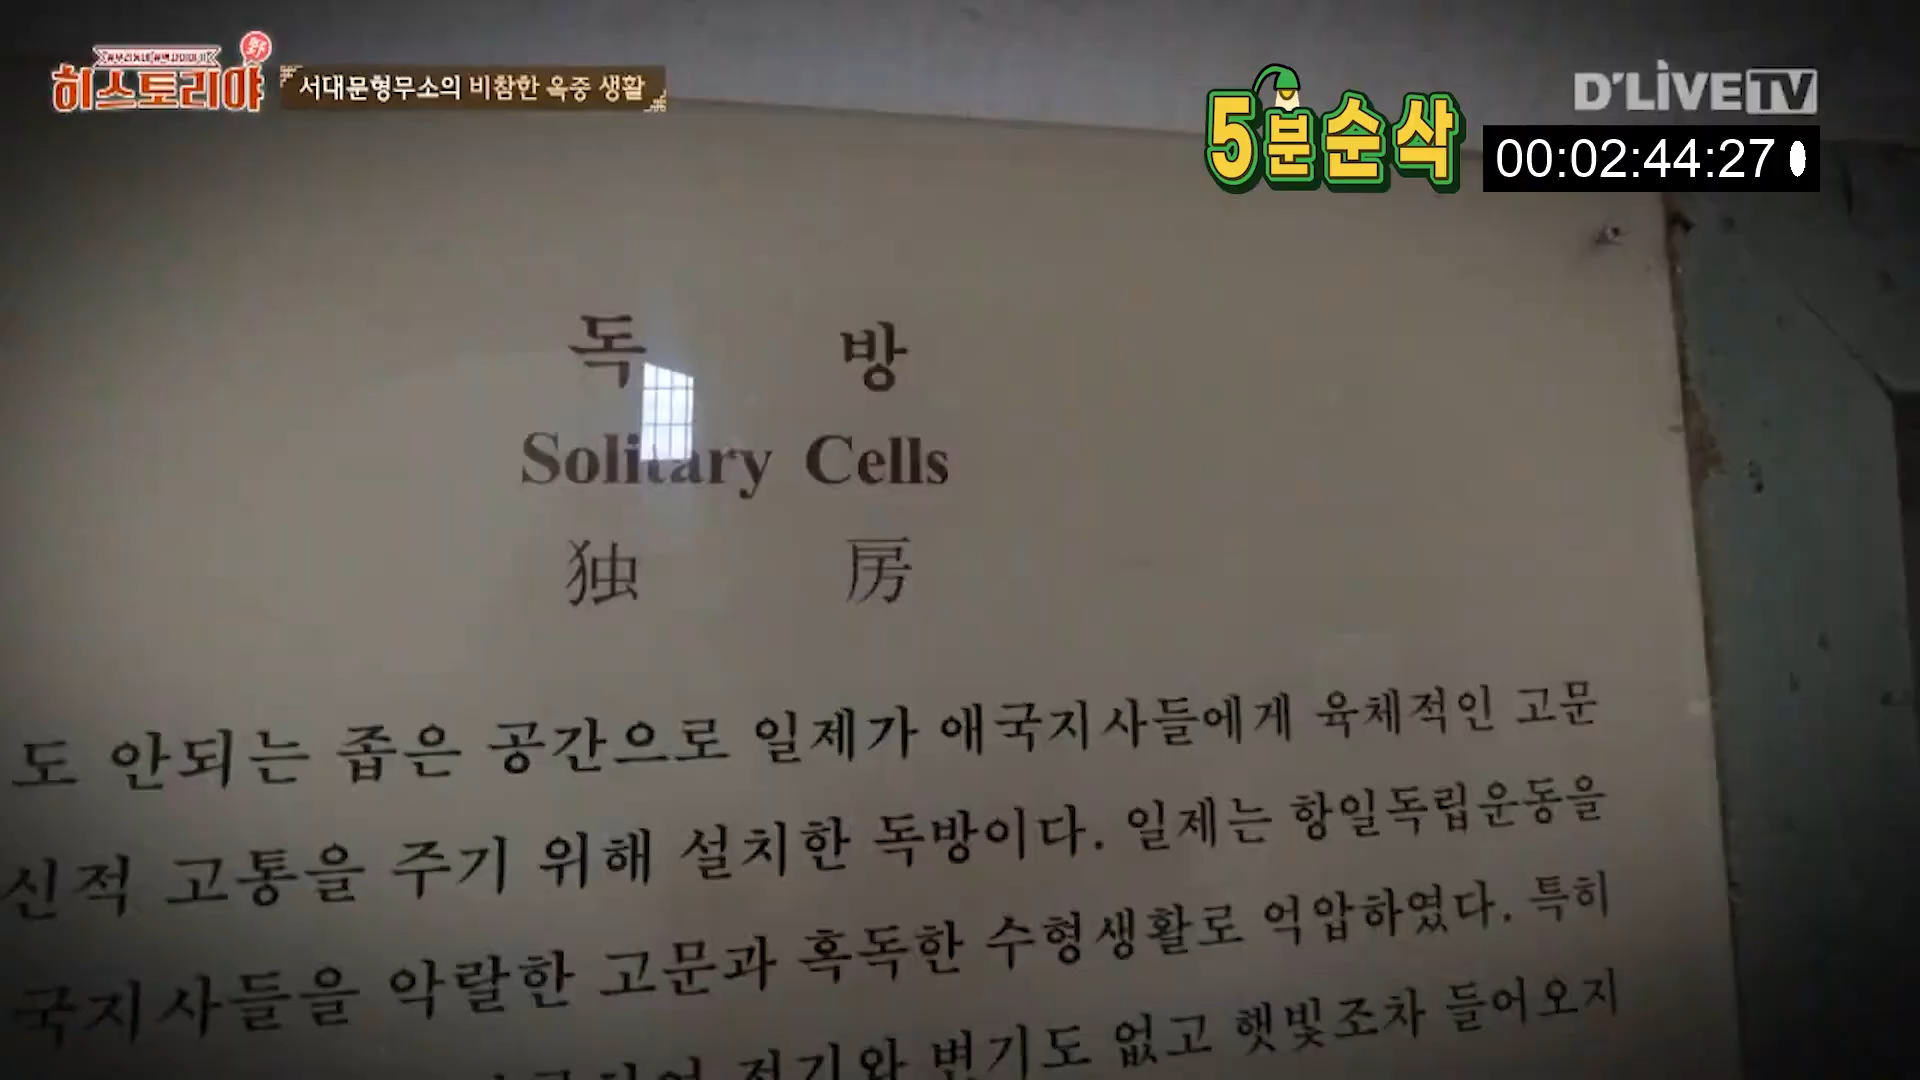 히스토리야 野
서대문형무소의 비참한 옥중 생활
5분순삭
D'LIVE TV
00:02:44:27
독 방
Solitary Cells
独 房
도 안되는 좁은 공간으로 일제가 애국지사들에게 육체적인 고문
신적 고통을 주기 위해 설치한 독방이다. 일제는 항일독립운동을
국지사들을 악랄한 고문과 혹독한 수형생활로 억압하였다. 특히
전기와 변기도 없고 햇빛조차 들어오지